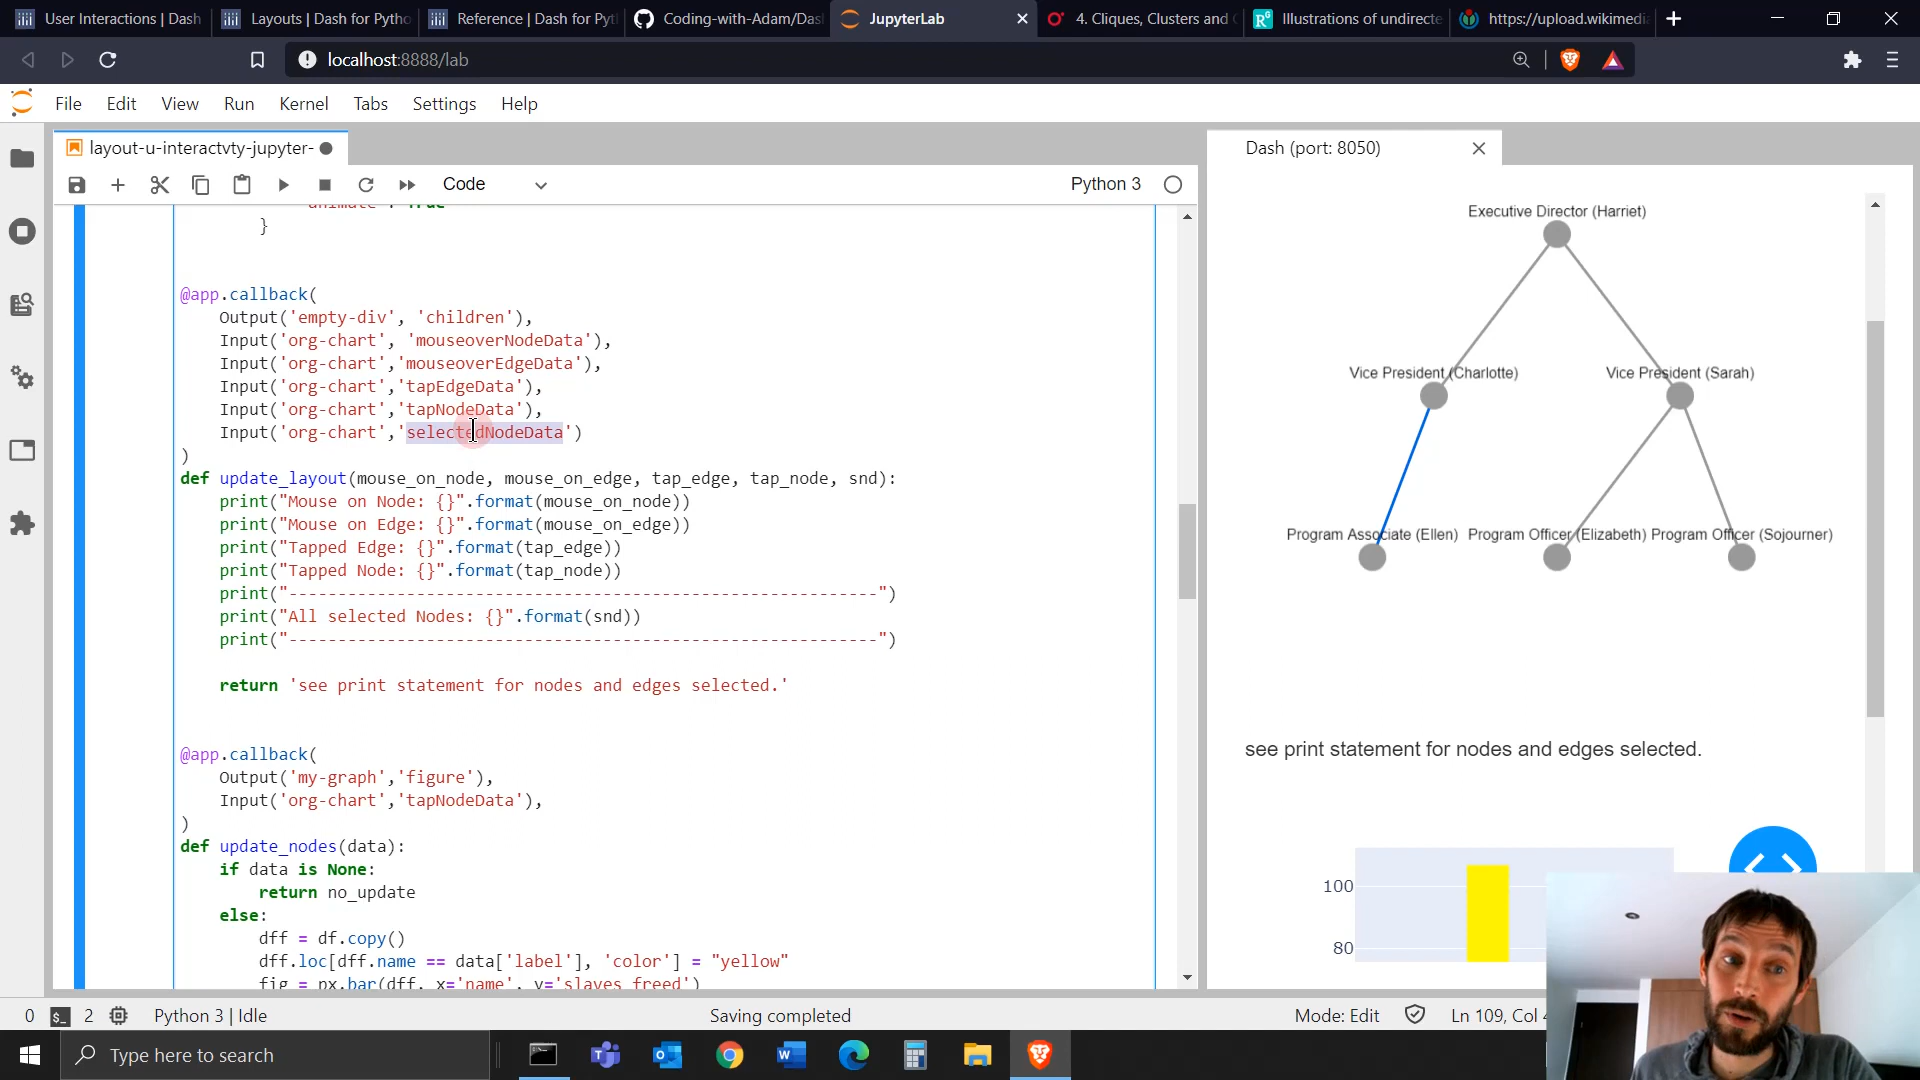 User Interactions | Dash
Layouts | Dash for Pytho
Reference | Dash for Pyt
Coding-with-Adam/Das
JupyterLab
4. Cliques, Clusters and
Illustrations of undirecte
https://upload.wikimedi
localhost:8888/lab
File Edit View Run Kernel Tabs Settings Help
layout-u-interactvty-jupyter-
Dash (port: 8050)
Code
Python 3
}
@app.callback(
Output('empty-div', 'children'),
Input('org-chart', 'mouseoverNodeData'),
Input('org-chart','mouseoverEdgeData'),
Input('org-chart','tapEdgeData'),
Input('org-chart','tapNodeData'),
Input('org-chart','selectedNodeData')
)
def update_layout(mouse_on_node, mouse_on_edge, tap_edge, tap_node, snd):
print("Mouse on Node: {}".format(mouse_on_node))
print("Mouse on Edge: {}".format(mouse_on_edge))
print("Tapped Edge: {}".format(tap_edge))
print("Tapped Node: {}".format(tap_node))
print("------------------------------------------------------------")
print("All selected Nodes: {}".format(snd))
print("------------------------------------------------------------")
return 'see print statement for nodes and edges selected.'
@app.callback(
Output('my-graph','figure'),
Input('org-chart','tapNodeData'),
)
def update_nodes(data):
if data is None:
return no_update
else:
dff = df.copy()
dff.loc[dff.name == data['label'], 'color'] = "yellow"
fig = px.bar(dff, x='name', y='slaves_freed')
Executive Director (Harriet)
Vice President (Charlotte)
Vice President (Sarah)
Program Associate (Ellen)
Program Officer (Elizabeth)
Program Officer (Sojourner)
see print statement for nodes and edges selected.
100
80
0
2
Python 3 | Idle
Saving completed
Mode: Edit
Ln 109, Col
Type here to search